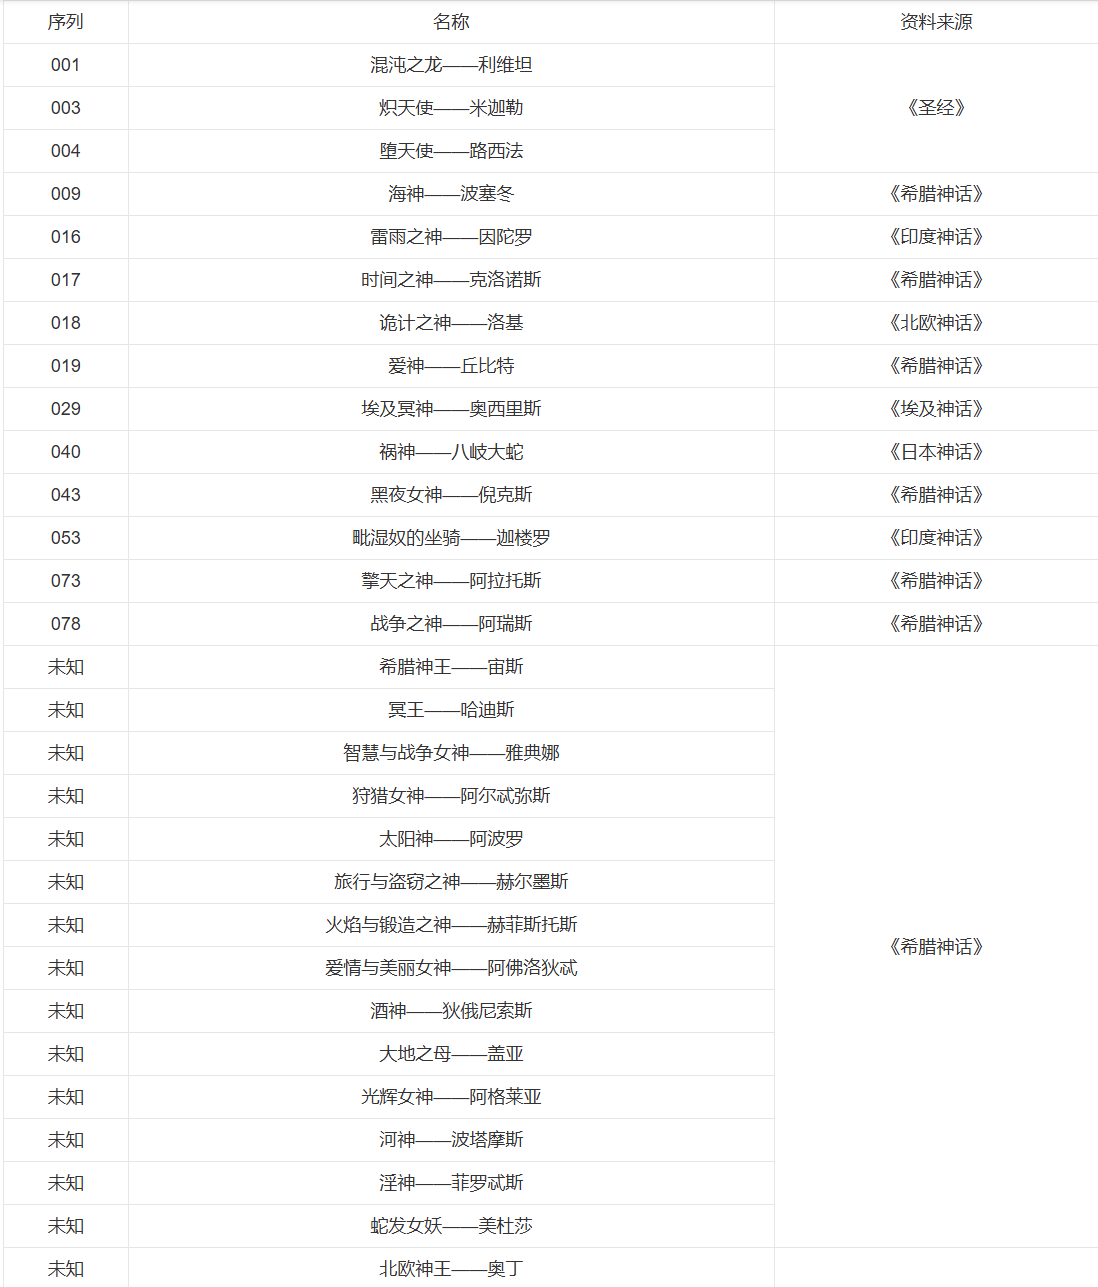 序列 名称 资料来源
001 混沌之龙——利维坦
003 炽天使——米迦勒 《圣经》
004 堕天使——路西法
009 海神——波塞冬 《希腊神话》
016 雷雨之神——因陀罗 《印度神话》
017 时间之神——克洛诺斯 《希腊神话》
018 诡计之神——洛基 《北欧神话》
019 爱神——丘比特 《希腊神话》
029 埃及冥神——奥西里斯 《埃及神话》
040 祸神——八岐大蛇 《日本神话》
043 黑夜女神——倪克斯 《希腊神话》
053 毗湿奴的坐骑——迦楼罗 《印度神话》
073 擎天之神——阿拉托斯 《希腊神话》
078 战争之神——阿瑞斯 《希腊神话》
未知 希腊神王——宙斯
未知 冥王——哈迪斯
未知 智慧与战争女神——雅典娜
未知 狩猎女神——阿尔忒弥斯
未知 太阳神——阿波罗
未知 旅行与盗窃之神——赫尔墨斯
未知 火焰与锻造之神——赫菲斯托斯
《希腊神话》
未知 爱情与美丽女神——阿佛洛狄忒
未知 酒神——狄俄尼索斯
未知 大地之母——盖亚
未知 光辉女神——阿格莱亚
未知 河神——波塔摩斯
未知 淫神——菲罗忒斯
未知 蛇发女妖——美杜莎
未知 北欧神王——奥丁